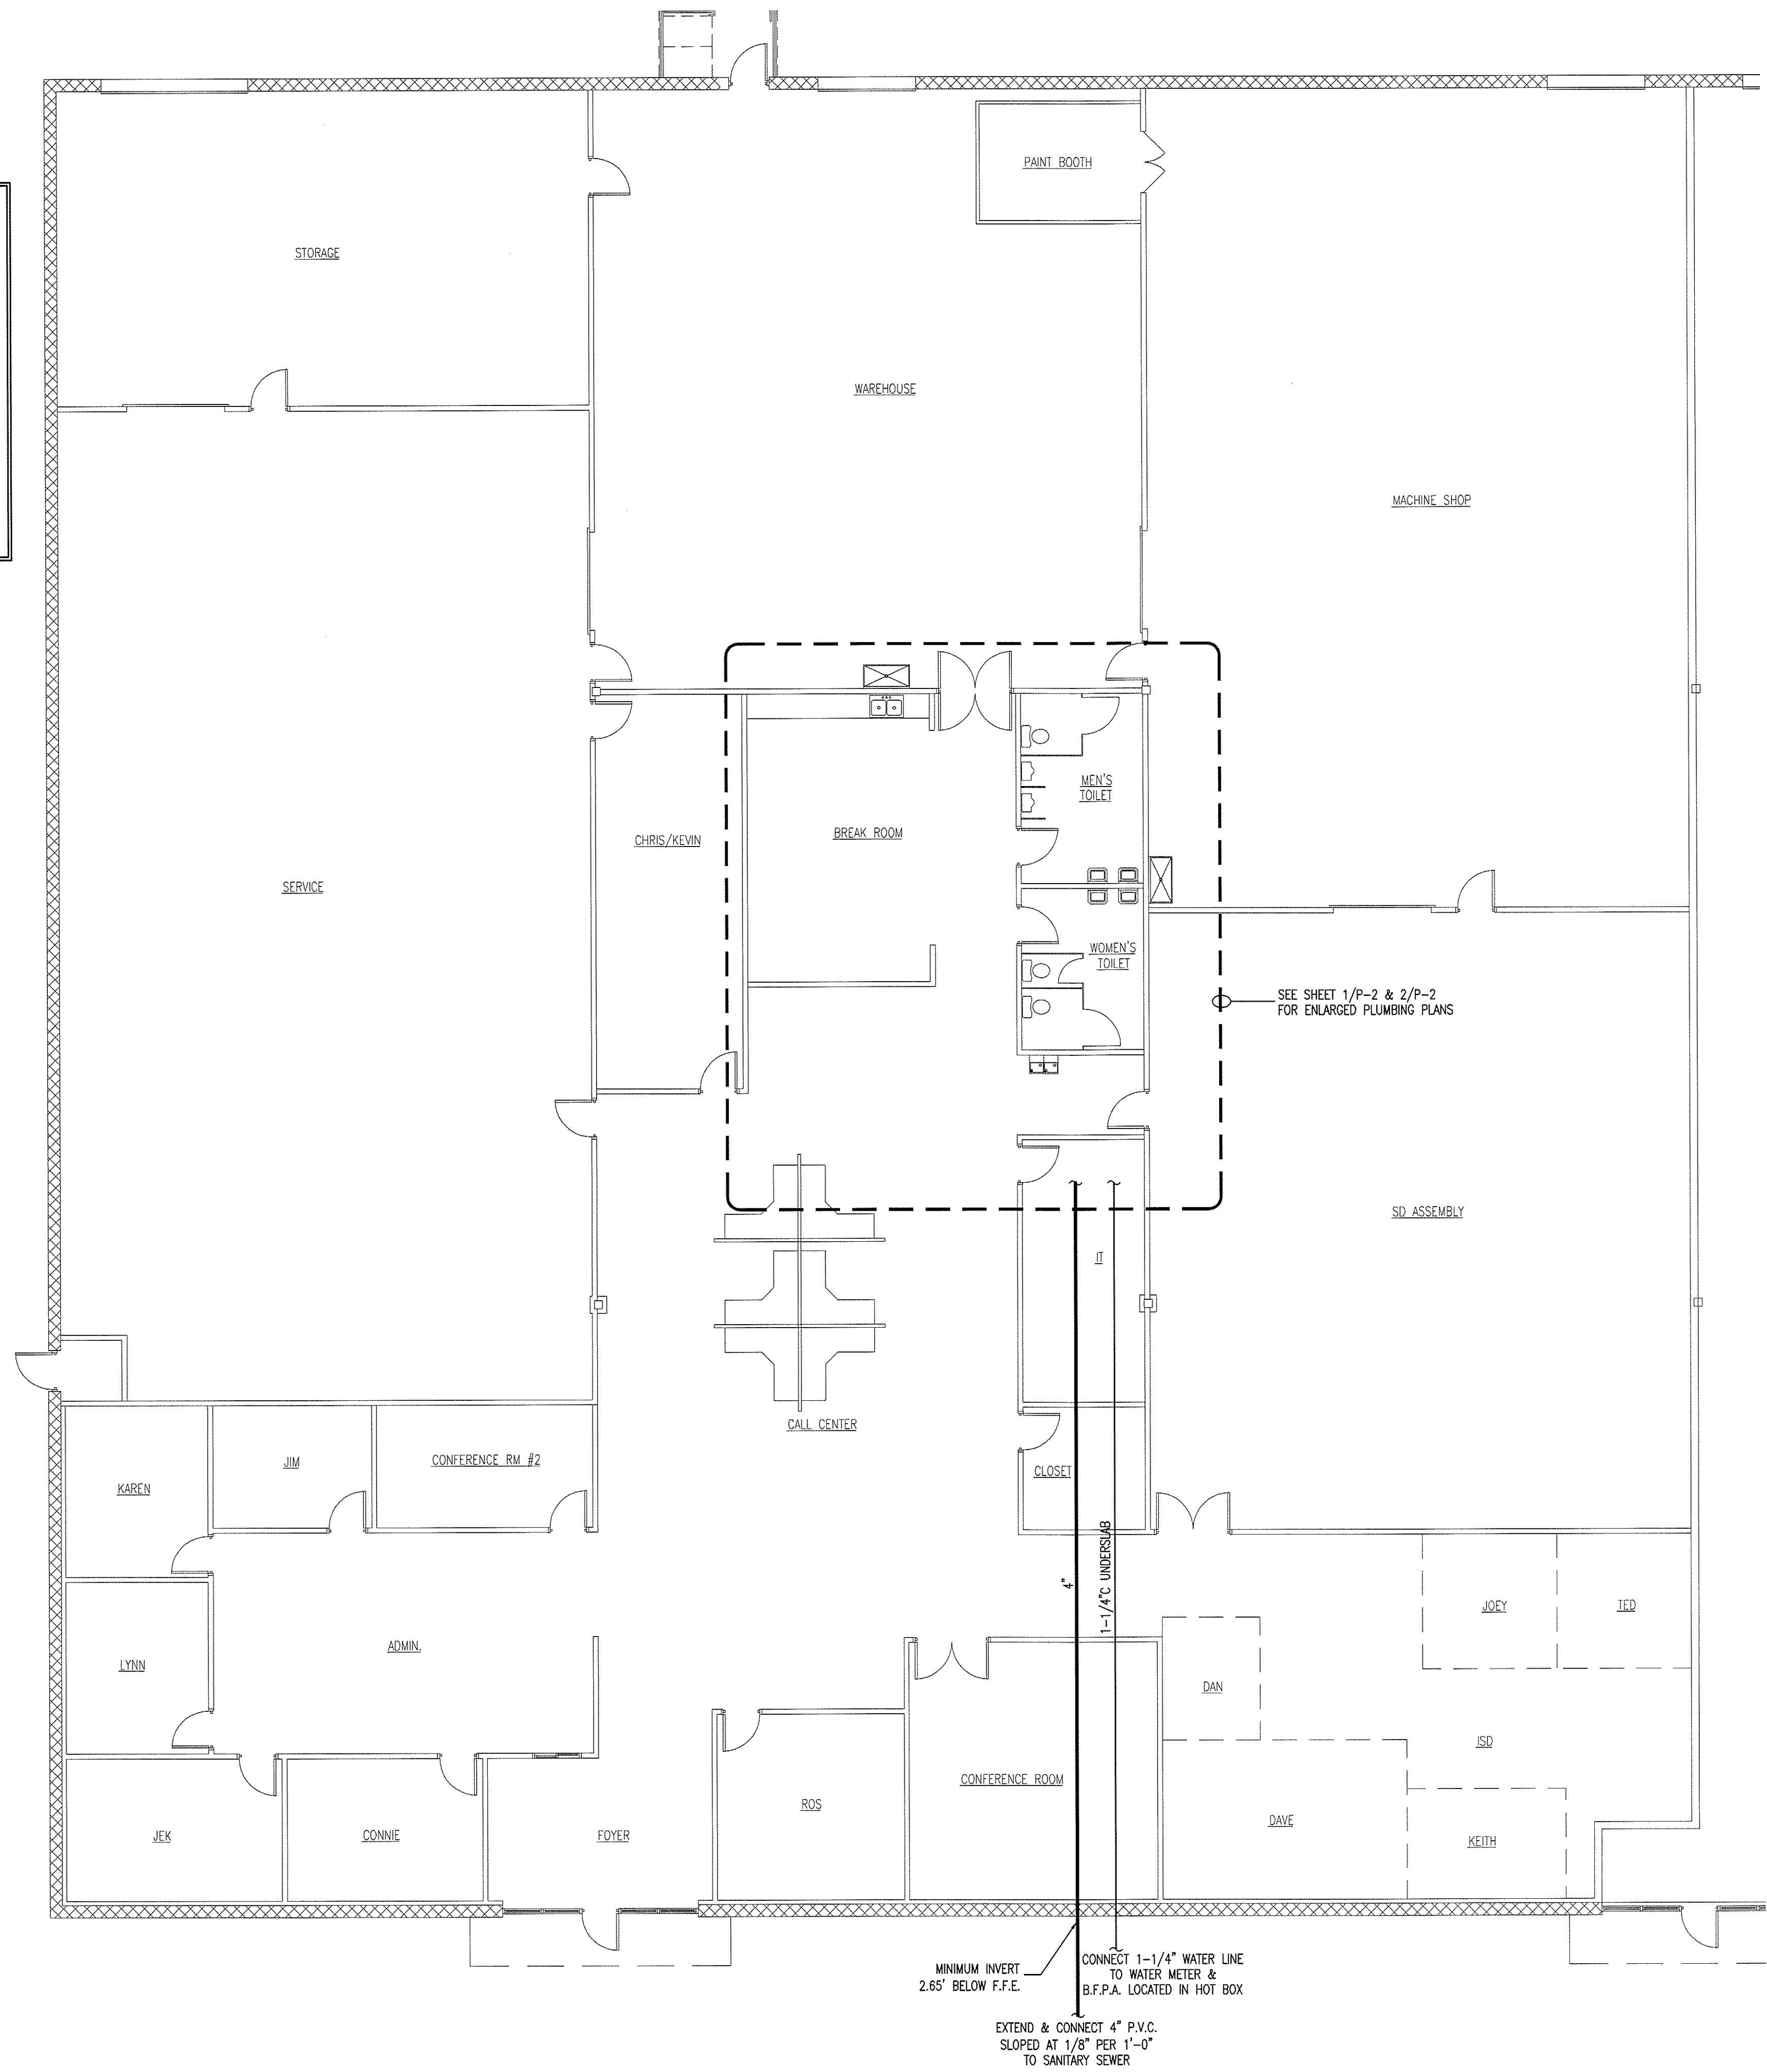 PAINT BOOTH
STORAGE
WAREHOUSE
MACHINE SHOP
MEN'S
TOILET
BREAK ROOM
CHRIS/KEVIN
SERVICE
WOMEN'S
TOILET
SEE SHEET 1/P-2 & 2/P-2
FOR ENLARGED PLUMBING PLANS
SD ASSEMBLY
IT
CALL CENTER
CONFERENCE RM #2
JIM
KAREN
CLOSET
4"
1-1/4"C UNDERSLAB
JOEY
TED
ADMIN.
LYNN
DAN
ISD
CONFERENCE ROOM
ROS
DAVE
KEITH
JEK
CONNIE
FOYER
MINIMUM INVERT
2.65' BELOW F.F.E.
CONNECT 1-1/4" WATER LINE
TO WATER METER &
B.F.P.A. LOCATED IN HOT BOX
EXTEND & CONNECT 4" P.V.C.
SLOPED AT 1/8" PER 1'-0"
TO SANITARY SEWER